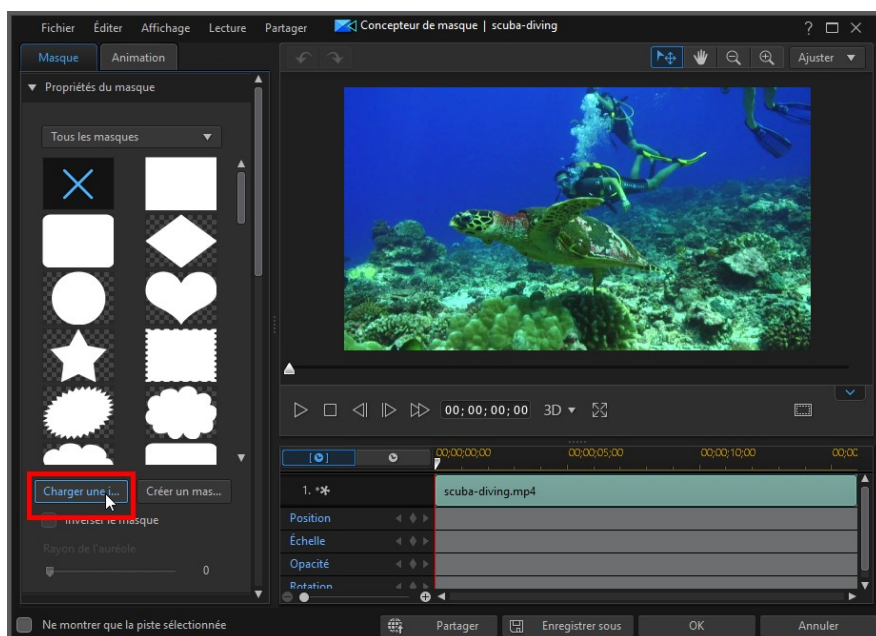 Fichier Éditer Affichage Lecture Partager Concepteur de masque | scuba-diving ?
Masque Animation
Ajuster
Propriétés du masque
Tous les masques
Charger une i... Créer un mas...
Inverser le masque
Rayon de l'auréole
0
00;00;00;00 3D
00;00;00;00 00;00;05;00 00;00;10;00 00;0C
1. scuba-diving.mp4
Position
Échelle
Opacité
Rotation
Ne montrer que la piste sélectionnée Partager Enregistrer sous OK Annuler